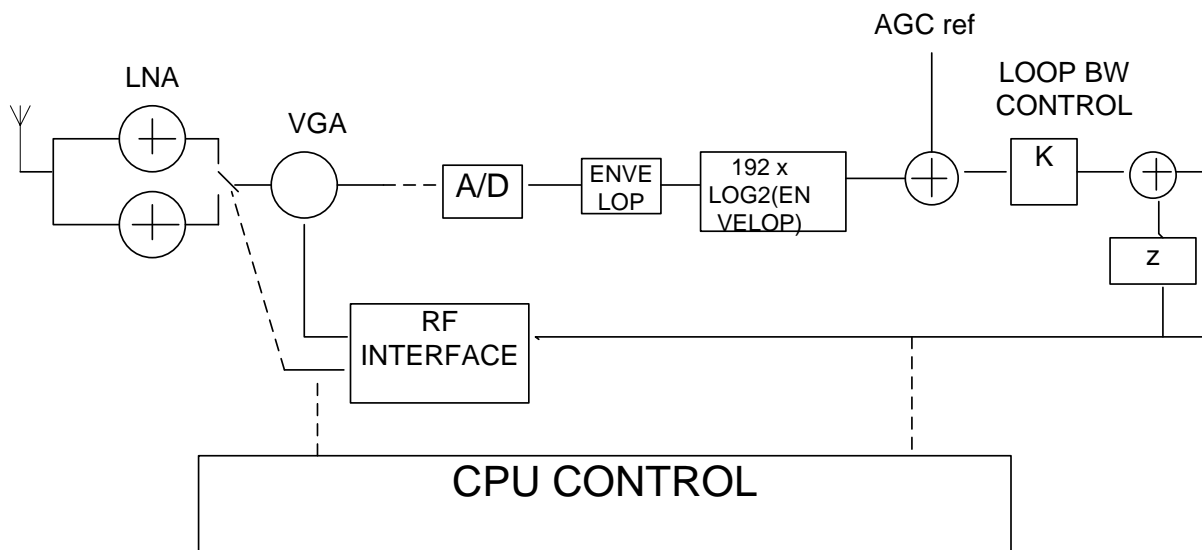 AGC ref
LNA
LOOP BW
CONTROL
VGA
A/D
ENVE
LOP
192 x
LOG2(EN
VELOP)
K
z
RF
INTERFACE
CPU CONTROL